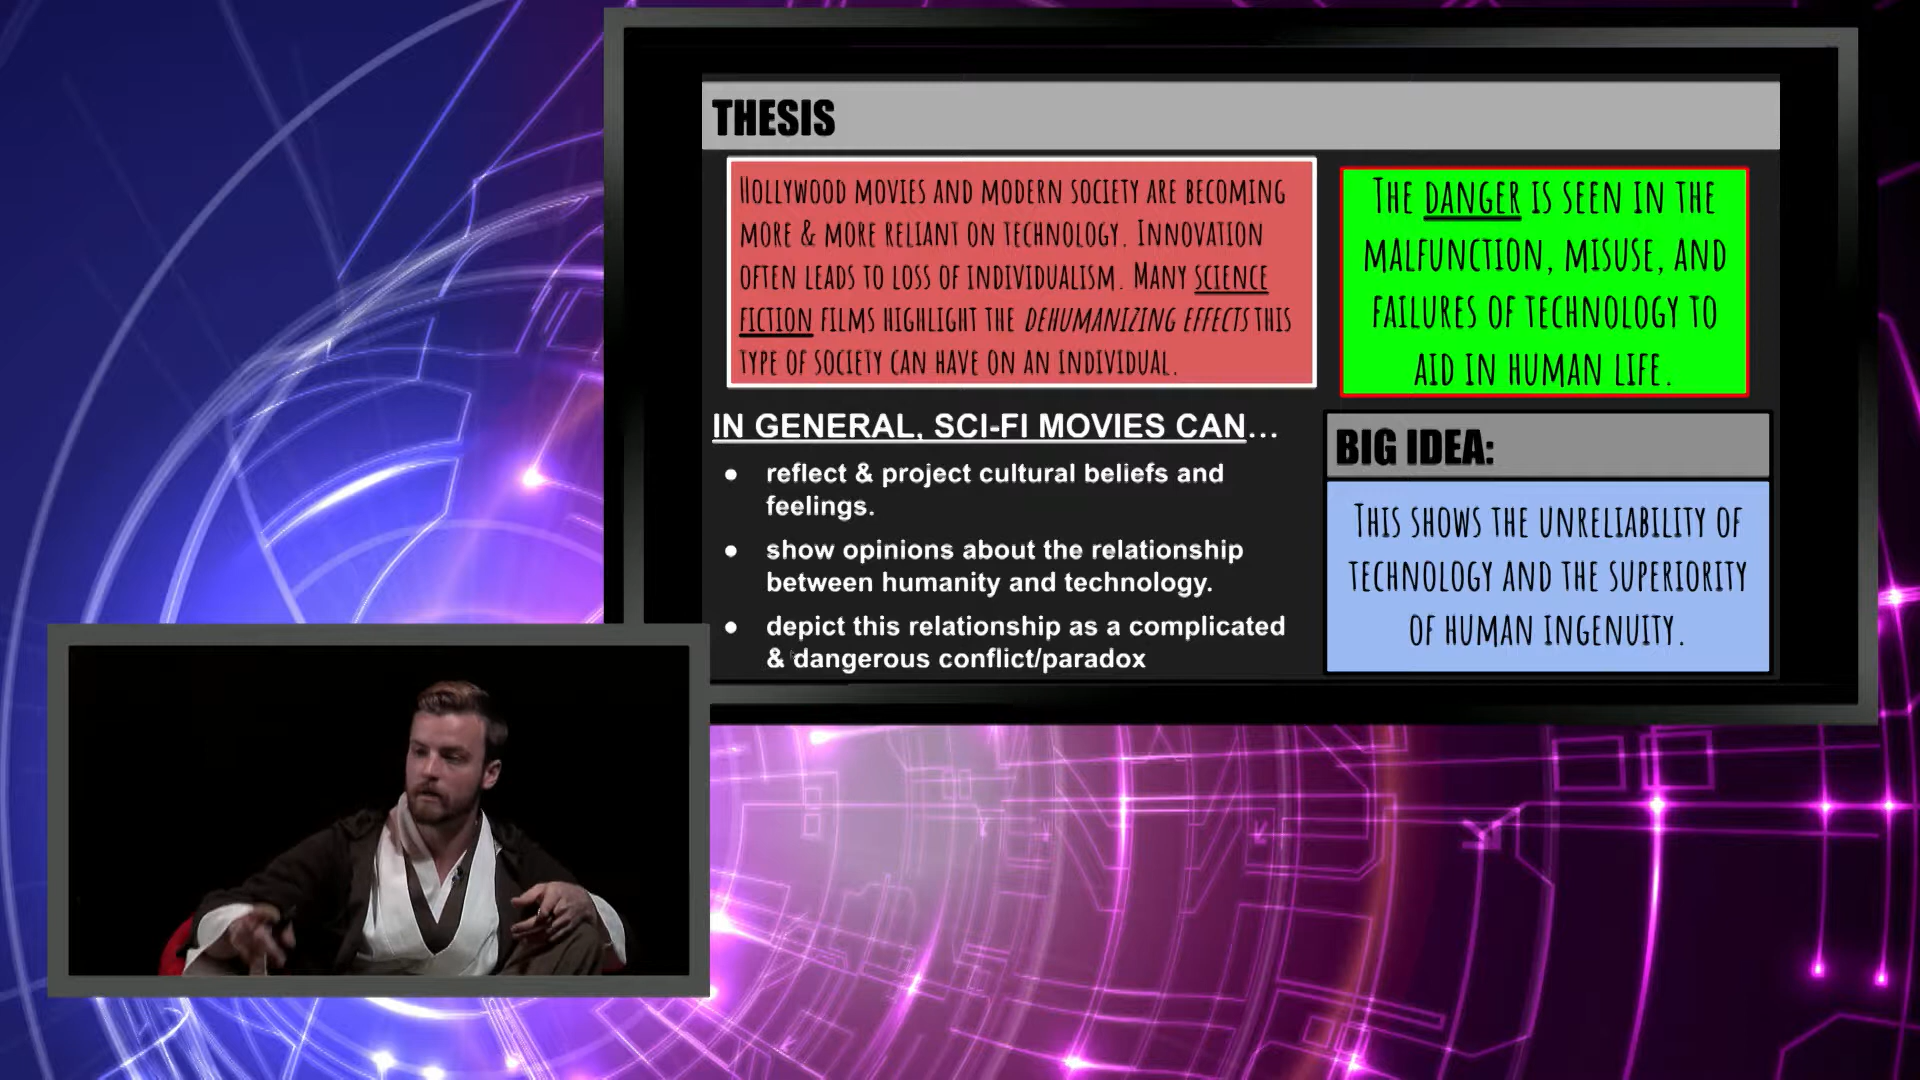 THESIS
HOLLYWOOD MOVIES AND MODERN SOCIETY ARE BECOMING
MORE & MORE RELIANT ON TECHNOLOGY. INNOVATION
OFTEN LEADS TO LOSS OF INDIVIDUALISM. MANY SCIENCE
FICTION FILMS HIGHLIGHT THE DEHUMANIZING EFFECTS THIS
TYPE OF SOCIETY CAN HAVE ON AN INDIVIDUAL.
THE DANGER IS SEEN IN THE
MALFUNCTION, MISUSE, AND
FAILURES OF TECHNOLOGY TO
AID IN HUMAN LIFE.
IN GENERAL, SCI-FI MOVIES CAN...
● reflect & project cultural beliefs and
feelings.
● show opinions about the relationship
between humanity and technology.
● depict this relationship as a complicated
& dangerous conflict/paradox
BIG IDEA:
THIS SHOWS THE UNRELIABILITY OF
TECHNOLOGY AND THE SUPERIORITY
OF HUMAN INGENUITY.